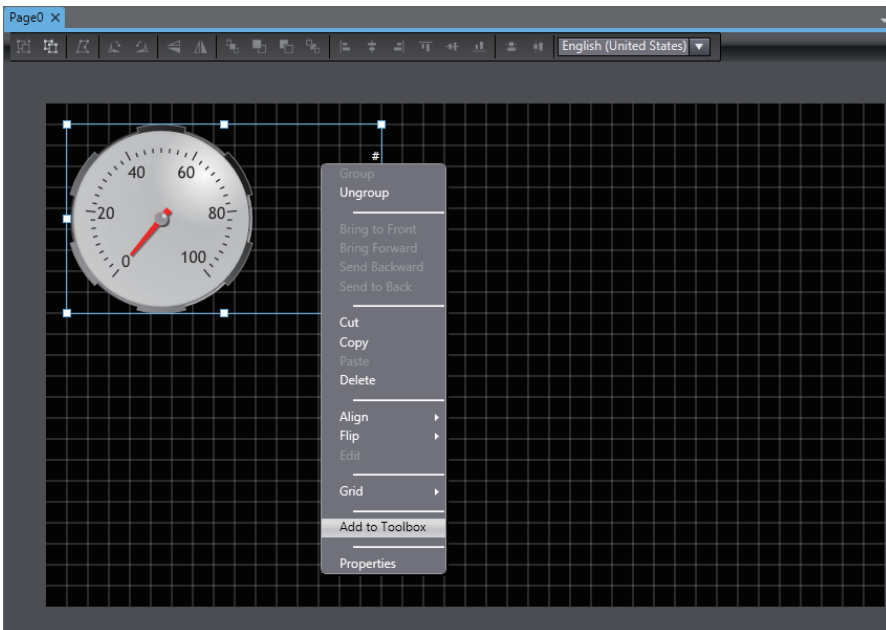 Page0 ×
English (United States)
#
40 60
20 80
0 100
Group
Ungroup
Bring to Front
Bring Forward
Send Backward
Send to Back
Cut
Copy
Paste
Delete
Align
Flip
Edit
Grid
Add to Toolbox
Properties